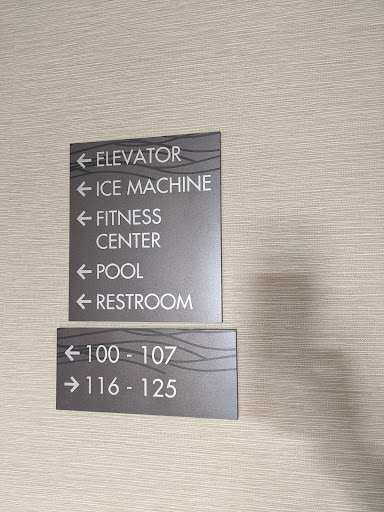 ← ELEVATOR
← ICE MACHINE
← FITNESS
CENTER
← POOL
← RESTROOM
← 100 - 107
→ 116 - 125